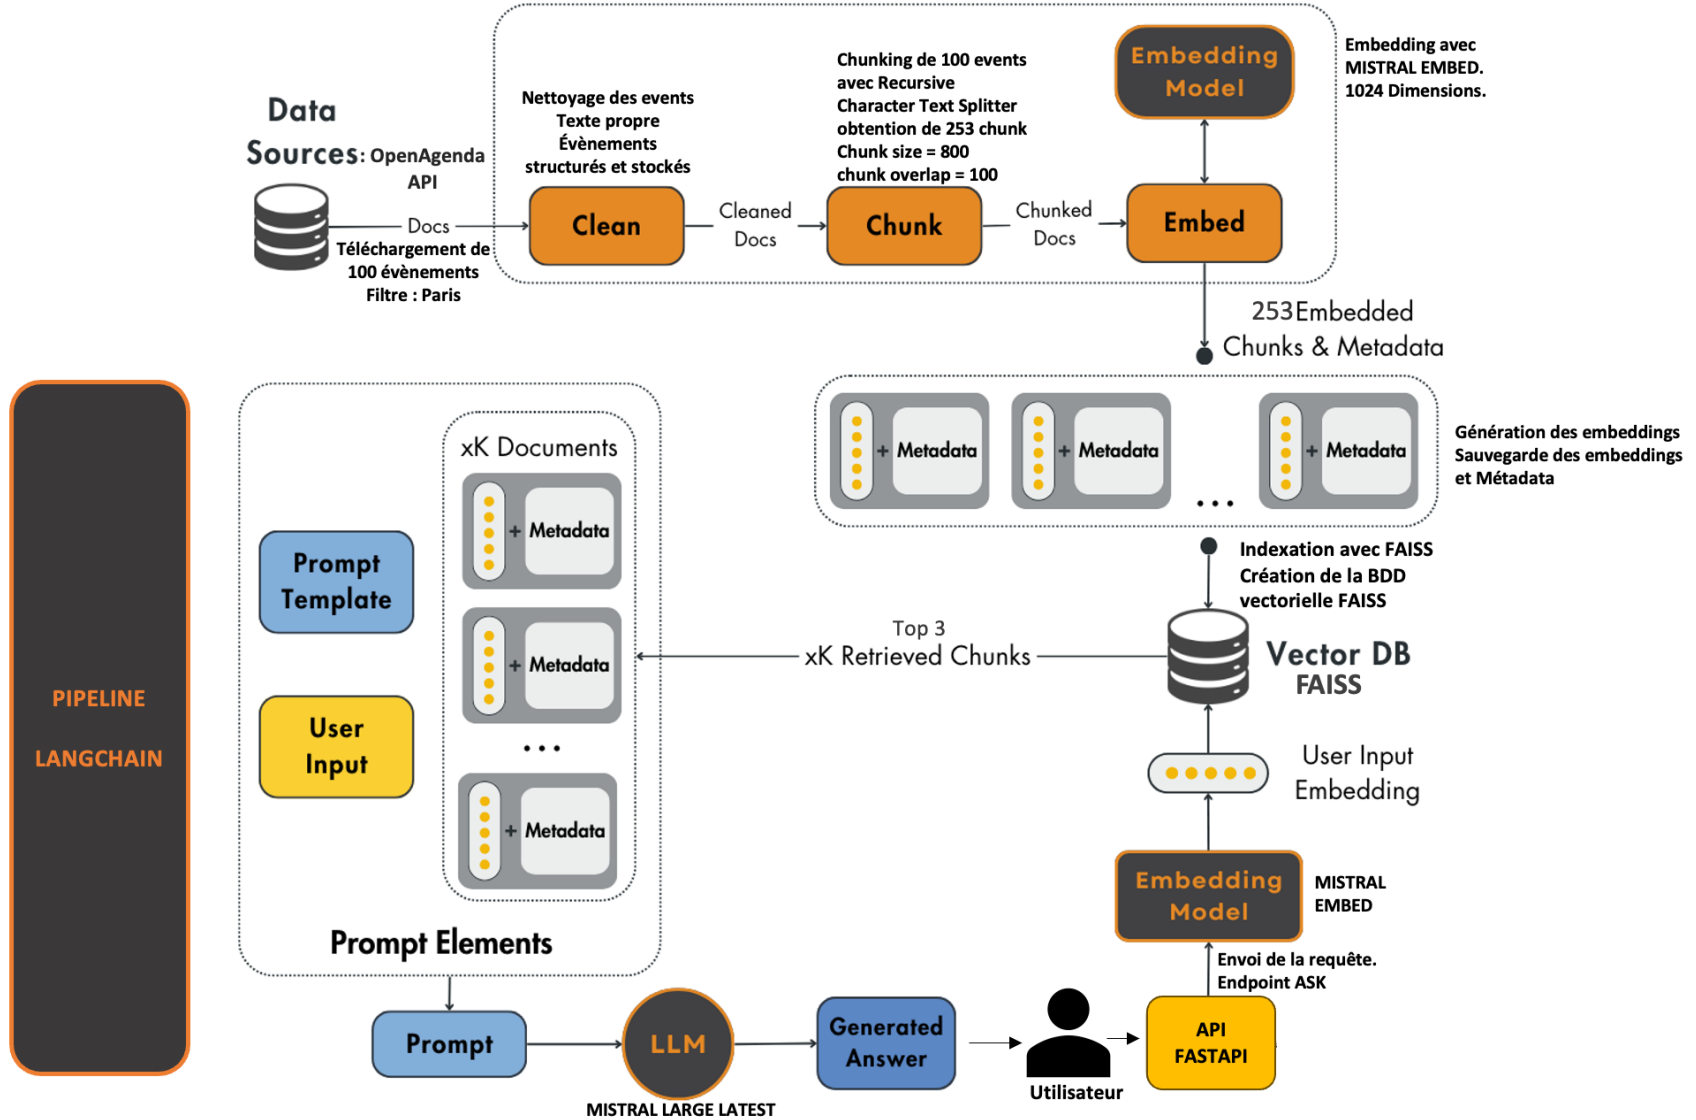 Data
Sources: OpenAgenda
API
Docs
Téléchargement de
100 évènements
Filtre : Paris
Nettoyage des events
Texte propre
Évènements
structurés et stockés
Clean
Cleaned
Docs
Chunking de 100 events
avec Recursive
Character Text Splitter
obtention de 253 chunk
Chunk size = 800
chunk overlap = 100
Chunk
Chunked
Docs
Embedding
Model
Embed
Embedding avec
MISTRAL EMBED.
1024 Dimensions.
253 Embedded
Chunks & Metadata
+ Metadata
+ Metadata
...
+ Metadata
Génération des embeddings
Sauvegarde des embeddings
et Métadata
Indexation avec FAISS
Création de la BDD
vectorielle FAISS
Vector DB
FAISS
Top 3
xK Retrieved Chunks
User Input
Embedding
Embedding
Model
MISTRAL
EMBED
Envoi de la requête.
Endpoint ASK
API
FASTAPI
Utilisateur
PIPELINE
LANGCHAIN
xK Documents
+ Metadata
+ Metadata
...
+ Metadata
Prompt
Template
User
Input
Prompt Elements
Prompt
LLM
MISTRAL LARGE LATEST
Generated
Answer